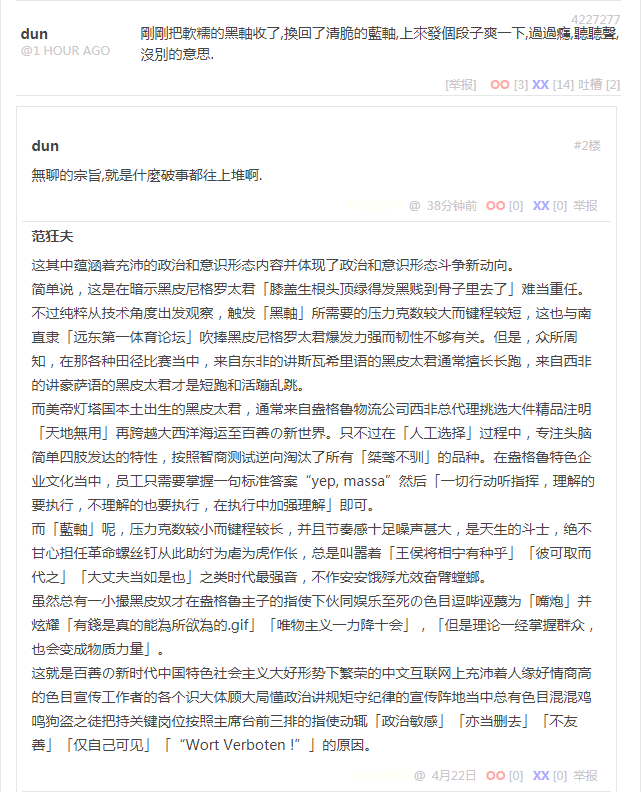 4227277
dun
@1 HOUR AGO
剛剛把軟糯的黑軸收了,換回了清脆的藍軸,上來發個段子爽一下,過過癮,聽聽聲,
沒別的意思.
[举报] OO [3] XX [14] 吐槽 [2]
dun
#2楼
無聊的宗旨,就是什麼破事都往上堆啊.
@ 38分钟前 OO [0] XX [0] 举报
范狂夫
这其中蕴涵着充沛的政治和意识形态内容并体现了政治和意识形态斗争新动向。
简单说，这是在暗示黑皮尼格罗太君「膝盖生根头顶绿得发黑贱到骨子里去了」难当重任。
不过纯粹从技术角度出发观察，触发「黑軸」所需要的压力克数较大而键程较短，这也与南
直隶「远东第一体育论坛」吹捧黑皮尼格罗太君爆发力强而韧性不够有关。但是，众所周
知，在那各种田径比赛当中，来自东非的讲斯瓦希里语的黑皮太君通常擅长长跑，来自西非
的讲豪萨语的黑皮太君才是短跑和活蹦乱跳。
而美帝灯塔国本土出生的黑皮太君，通常来自盎格鲁物流公司西非总代理挑选大件精品注明
「天地無用」再跨越大西洋海运至百善の新世界。只不过在「人工选择」过程中，专注头脑
简单四肢发达的特性，按照智商测试逆向淘汰了所有「桀骜不驯」的品种。在盎格鲁特色企
业文化当中，员工只需要掌握一句标准答案“yep, massa”然后「一切行动听指挥，理解的
要执行，不理解的也要执行，在执行中加强理解」即可。
而「藍軸」呢，压力克数较小而键程较长，并且节奏感十足噪声甚大，是天生的斗士，绝不
甘心担任革命螺丝钉从此助纣为虐为虎作伥，总是叫嚣着「王侯将相宁有种乎」「彼可取而
代之」「大丈夫当如是也」之类时代最强音，不作安安饿殍尤效奋臂螳螂。
虽然总有一小撮黑皮奴才在盎格鲁主子的指使下伙同娱乐至死の色目逗哔诬蔑为「嘴炮」并
炫耀「有錢是真的能為所欲為的.gif」「唯物主义一力降十会」，「但是理论一经掌握群众，
也会变成物质力量」。
这就是百善の新时代中国特色社会主义大好形势下繁荣的中文互联网上充沛着人缘好情商高
的色目宣传工作者的各个识大体顾大局懂政治讲规矩守纪律的宣传阵地当中总有色目混混鸡
鸣狗盗之徒把持关键岗位按照主席台前三排的指使动辄「政治敏感」「亦当删去」「不友
善」「仅自己可见」「“Wort Verboten !”」的原因。
@ 4月22日 OO [0] XX [0] 举报